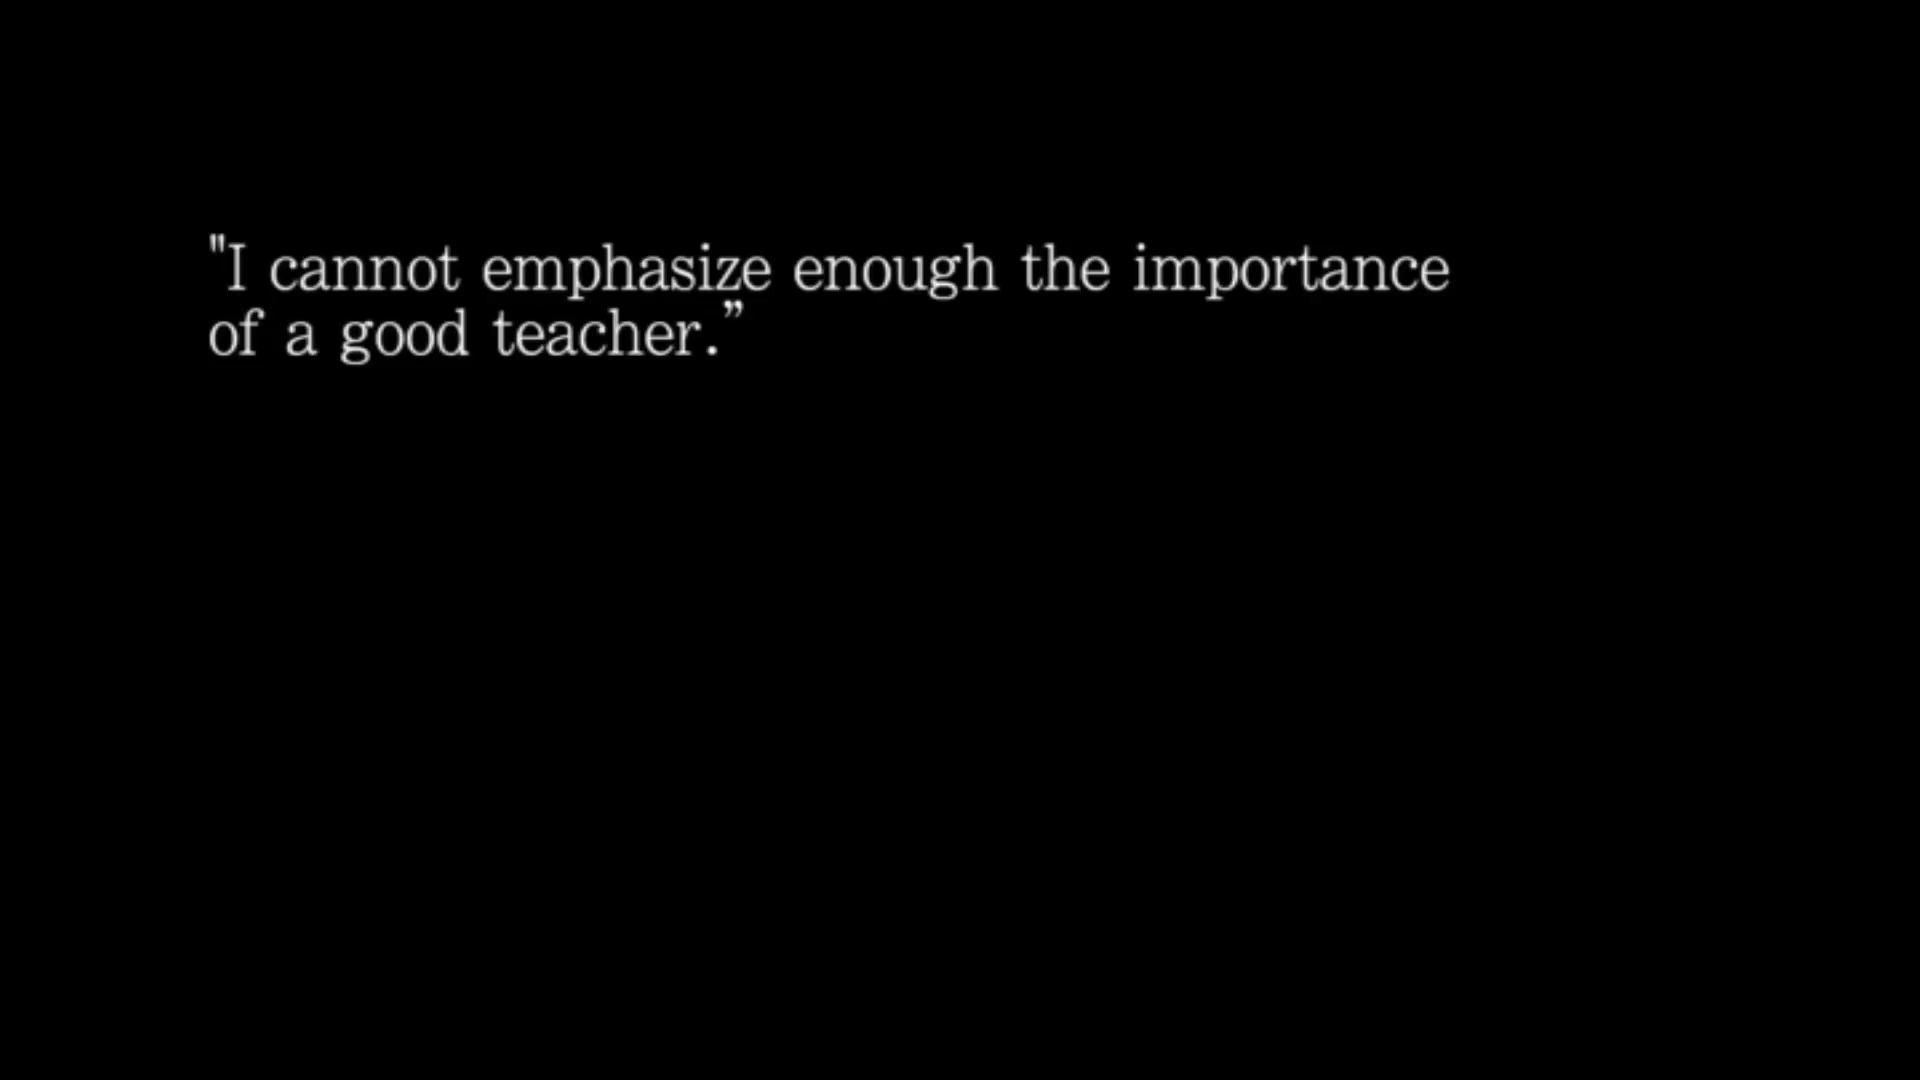 "I cannot emphasize enough the importance
of a good teacher.”